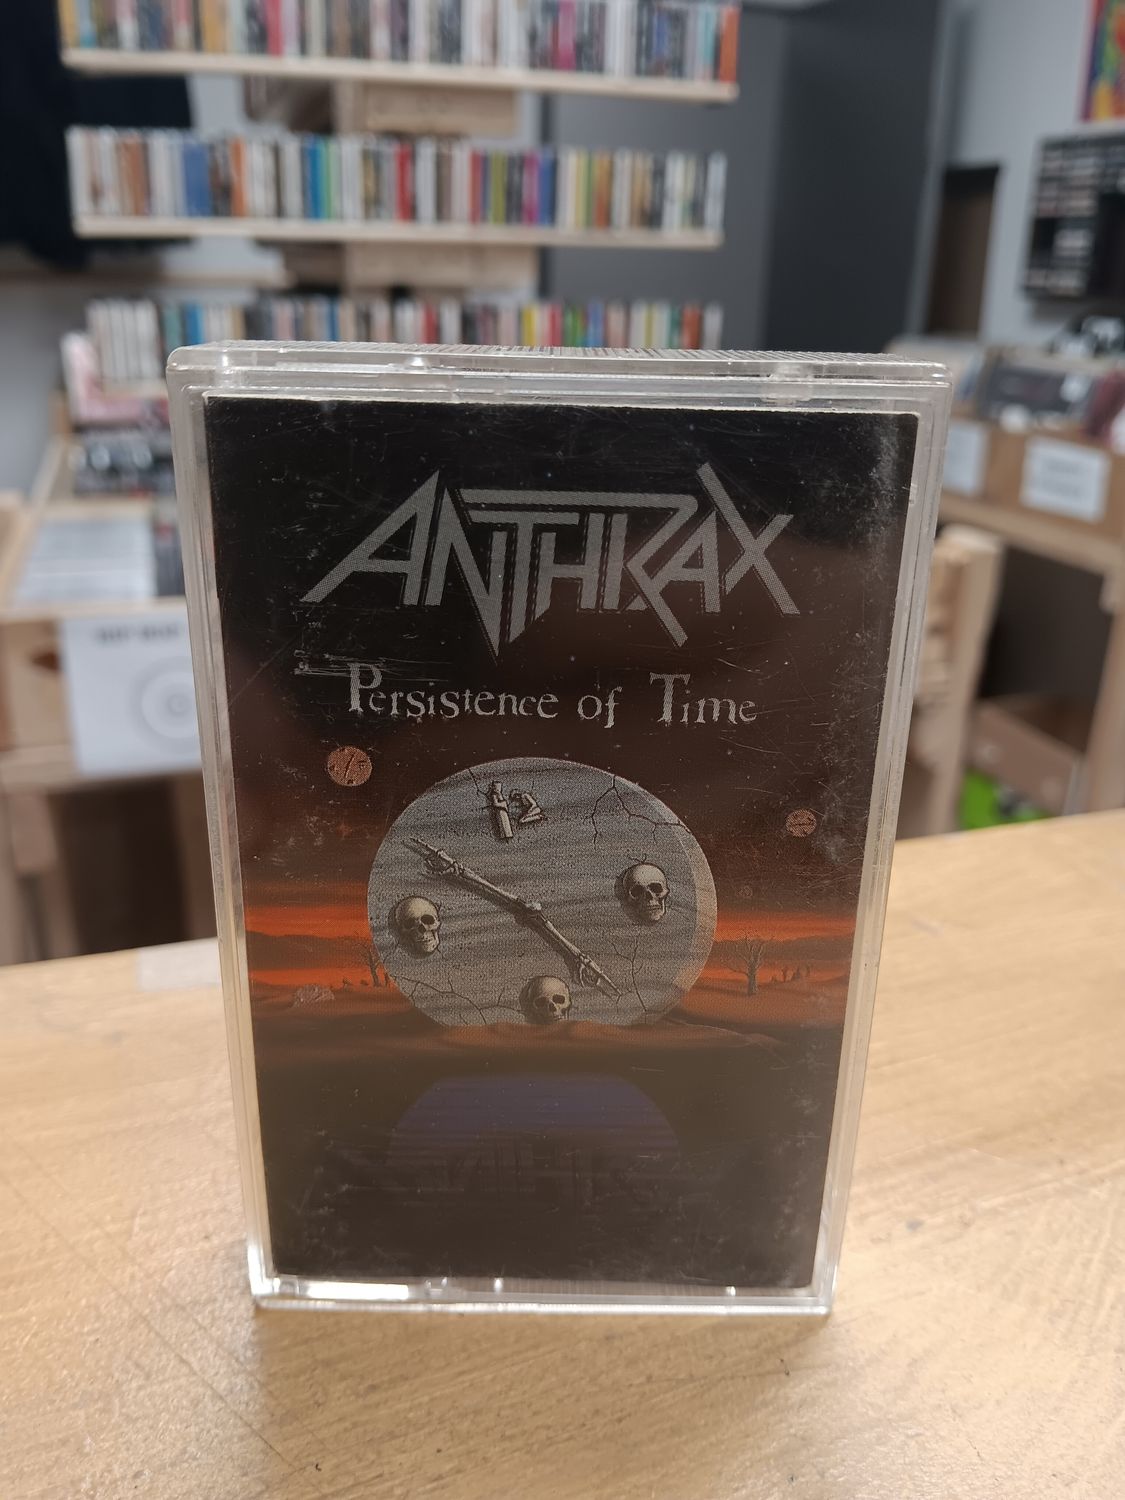 ANTHRAX
Persistence of Time